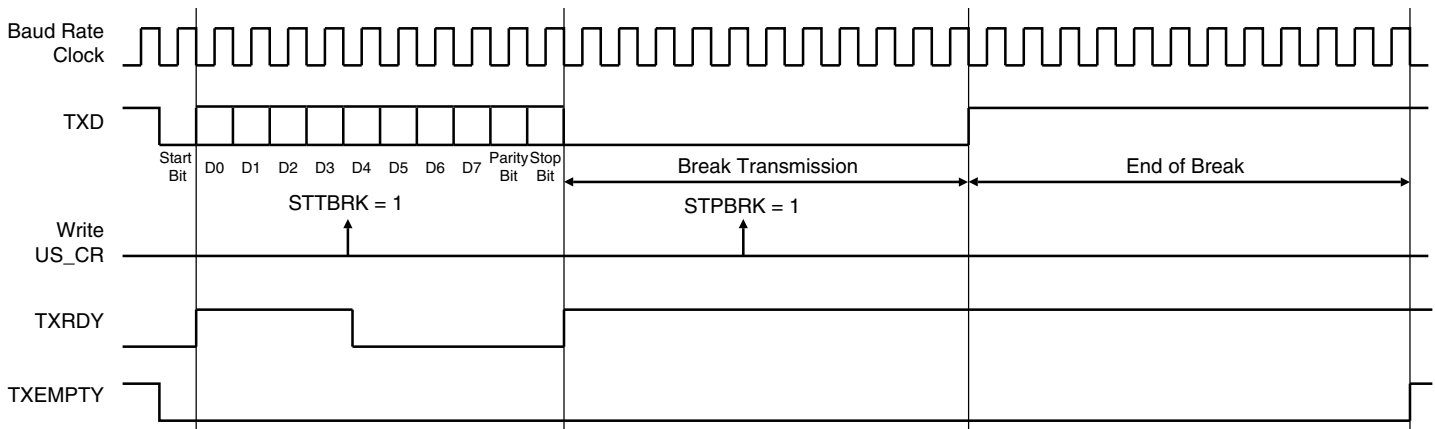 Baud Rate
Clock
TXD
Start
Bit
D0 D1 D2 D3 D4 D5 D6 D7
Parity
Bit
Stop
Bit
Break Transmission
End of Break
STTBRK = 1
STPBRK = 1
Write
US_CR
TXRDY
TXEMPTY